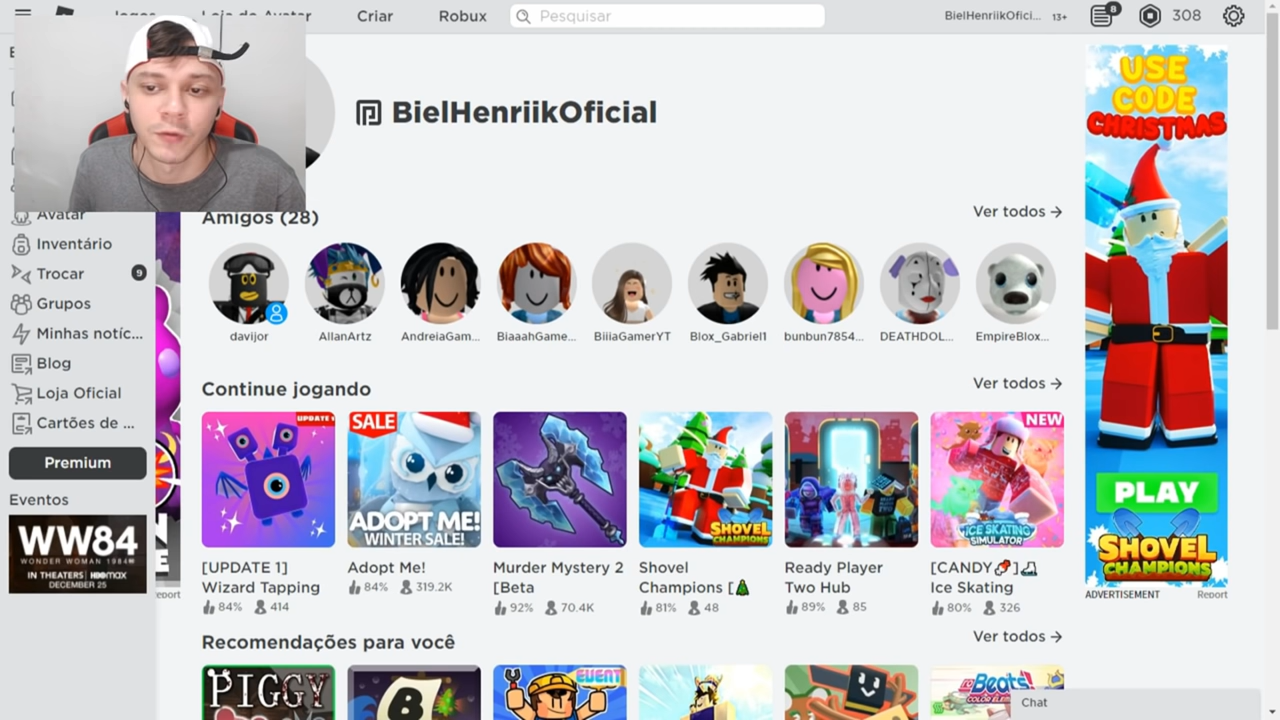 Criar
Robux
Pesquisar
BielHenriikOfici...
13+
8
308
BielHenriikOficial
Amigos (28)
Ver todos →
Avatar
Inventário
Trocar
9
Grupos
Minhas notíc...
Blog
Loja Oficial
Cartões de ...
Premium
Eventos
WW84
WONDER WOMAN 1984
IN THEATERS HBOMAX
DECEMBER 25
davijor
AllanArtz
AndreiaGam...
BiaaahGame...
BiiiaGamerYT
Blox_Gabriel1
bunbun7854...
DEATHDOL...
EmpireBlox...
Continue jogando
Ver todos →
UPDATE 1
SALE
ADOPT ME!
WINTER SALE!
SHOVEL
CHAMPIONS
NEW
ICE SKATING
SIMULATOR
[UPDATE 1]
Wizard Tapping
84% 414
Adopt Me!
84% 319.2K
Murder Mystery 2
[Beta
92% 70.4K
Shovel
Champions [🎄
81% 48
Ready Player
Two Hub
89% 85
[CANDY🍬]⛸
Ice Skating
80% 326
eport
Recomendações para você
Ver todos →
PIGGY
B
EVENT
Beats
Chat
USE
CODE
CHRISTMAS
PLAY
SHOVEL
CHAMPIONS
ADVERTISEMENT
Report